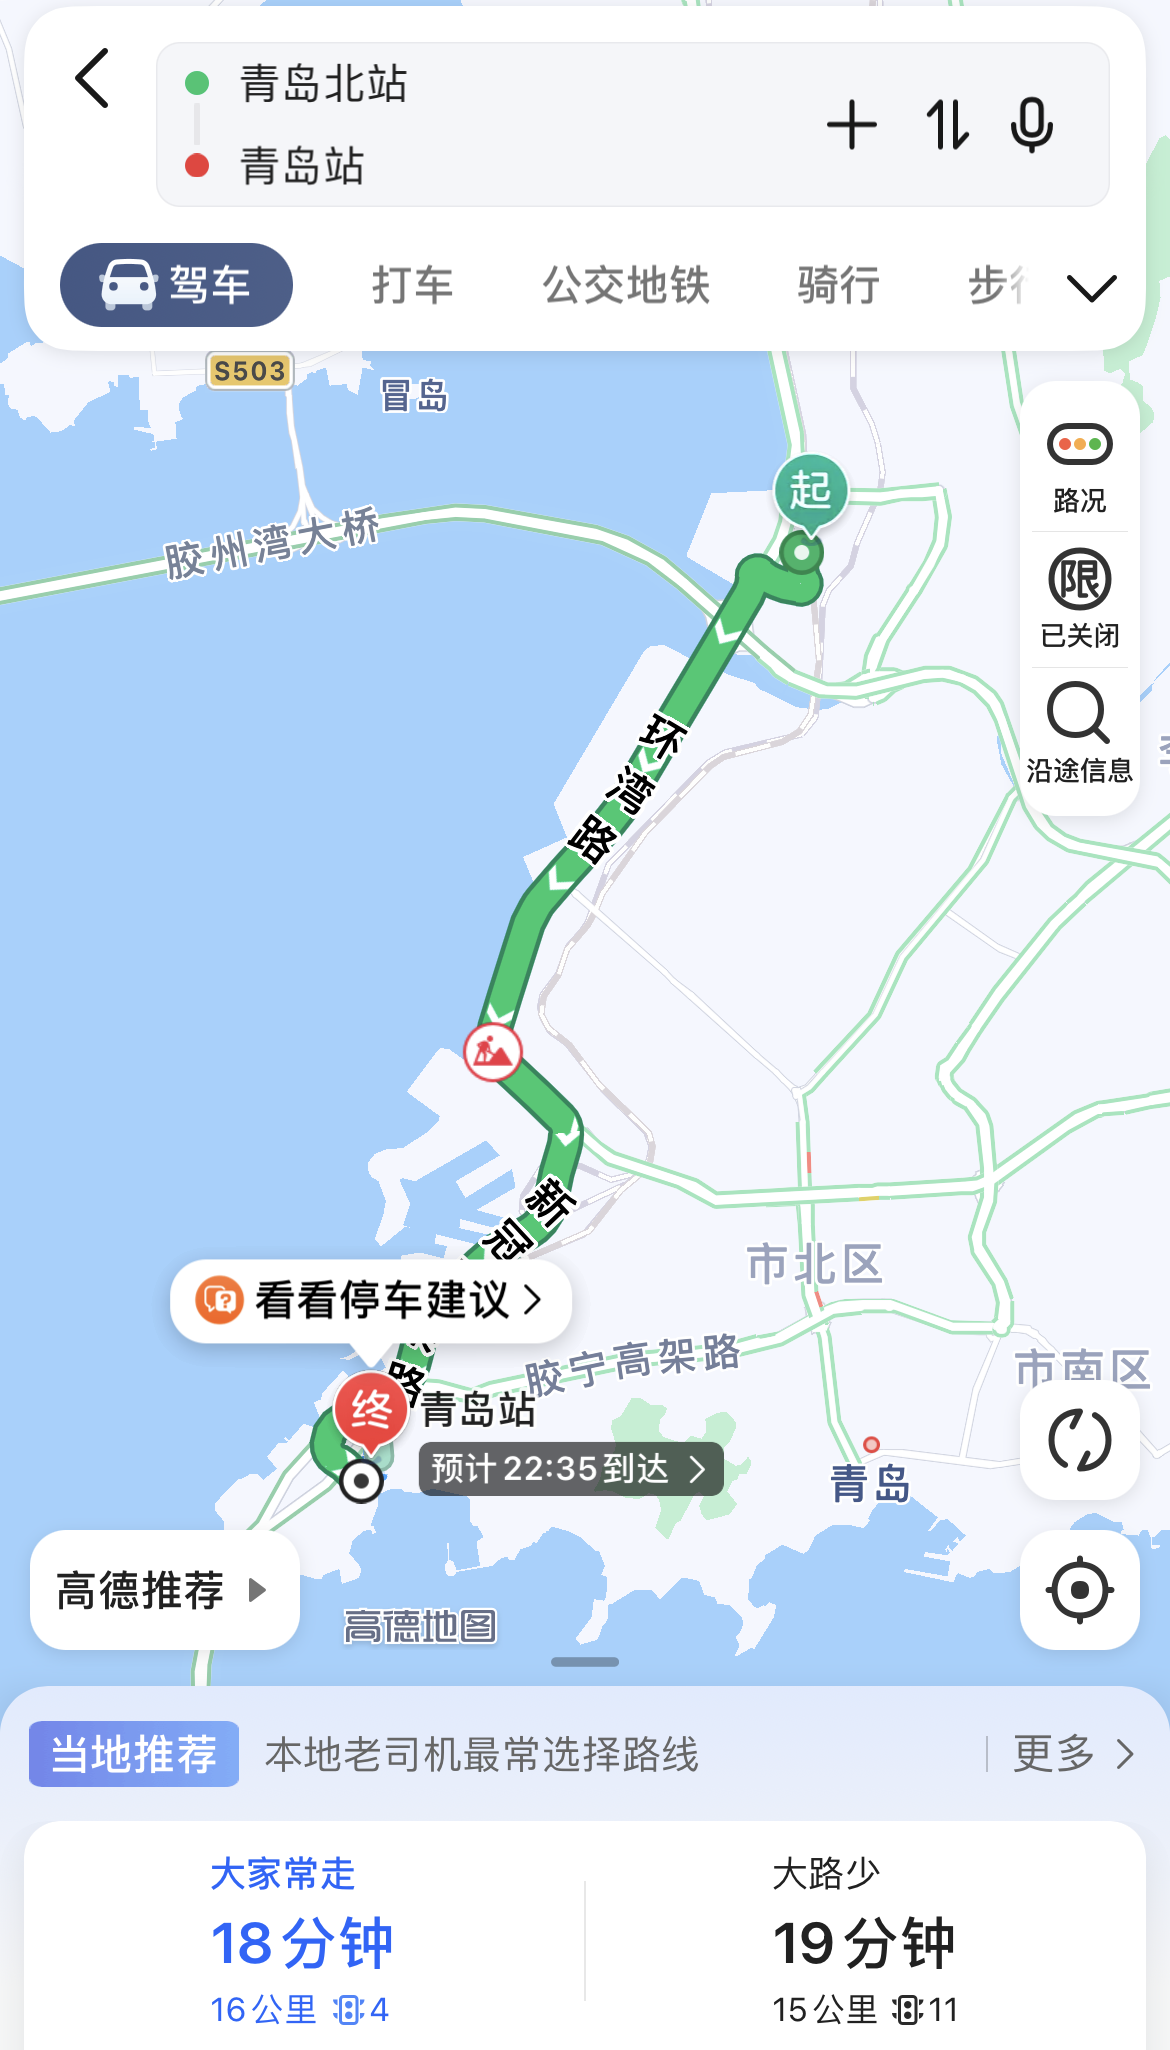 青岛北站
青岛站
驾车
打车
公交地铁
骑行
步行
S503
冒岛
胶州湾大桥
起
路况
限
已关闭
沿途信息
环湾路
新冠
路
市北区
看看停车建议
胶宁高架路
市南区
终
青岛站
预计22:35到达
青岛
高德推荐
高德地图
当地推荐
本地老司机最常选择路线
更多
大家常走
18分钟
16公里 4
大路少
19分钟
15公里 11